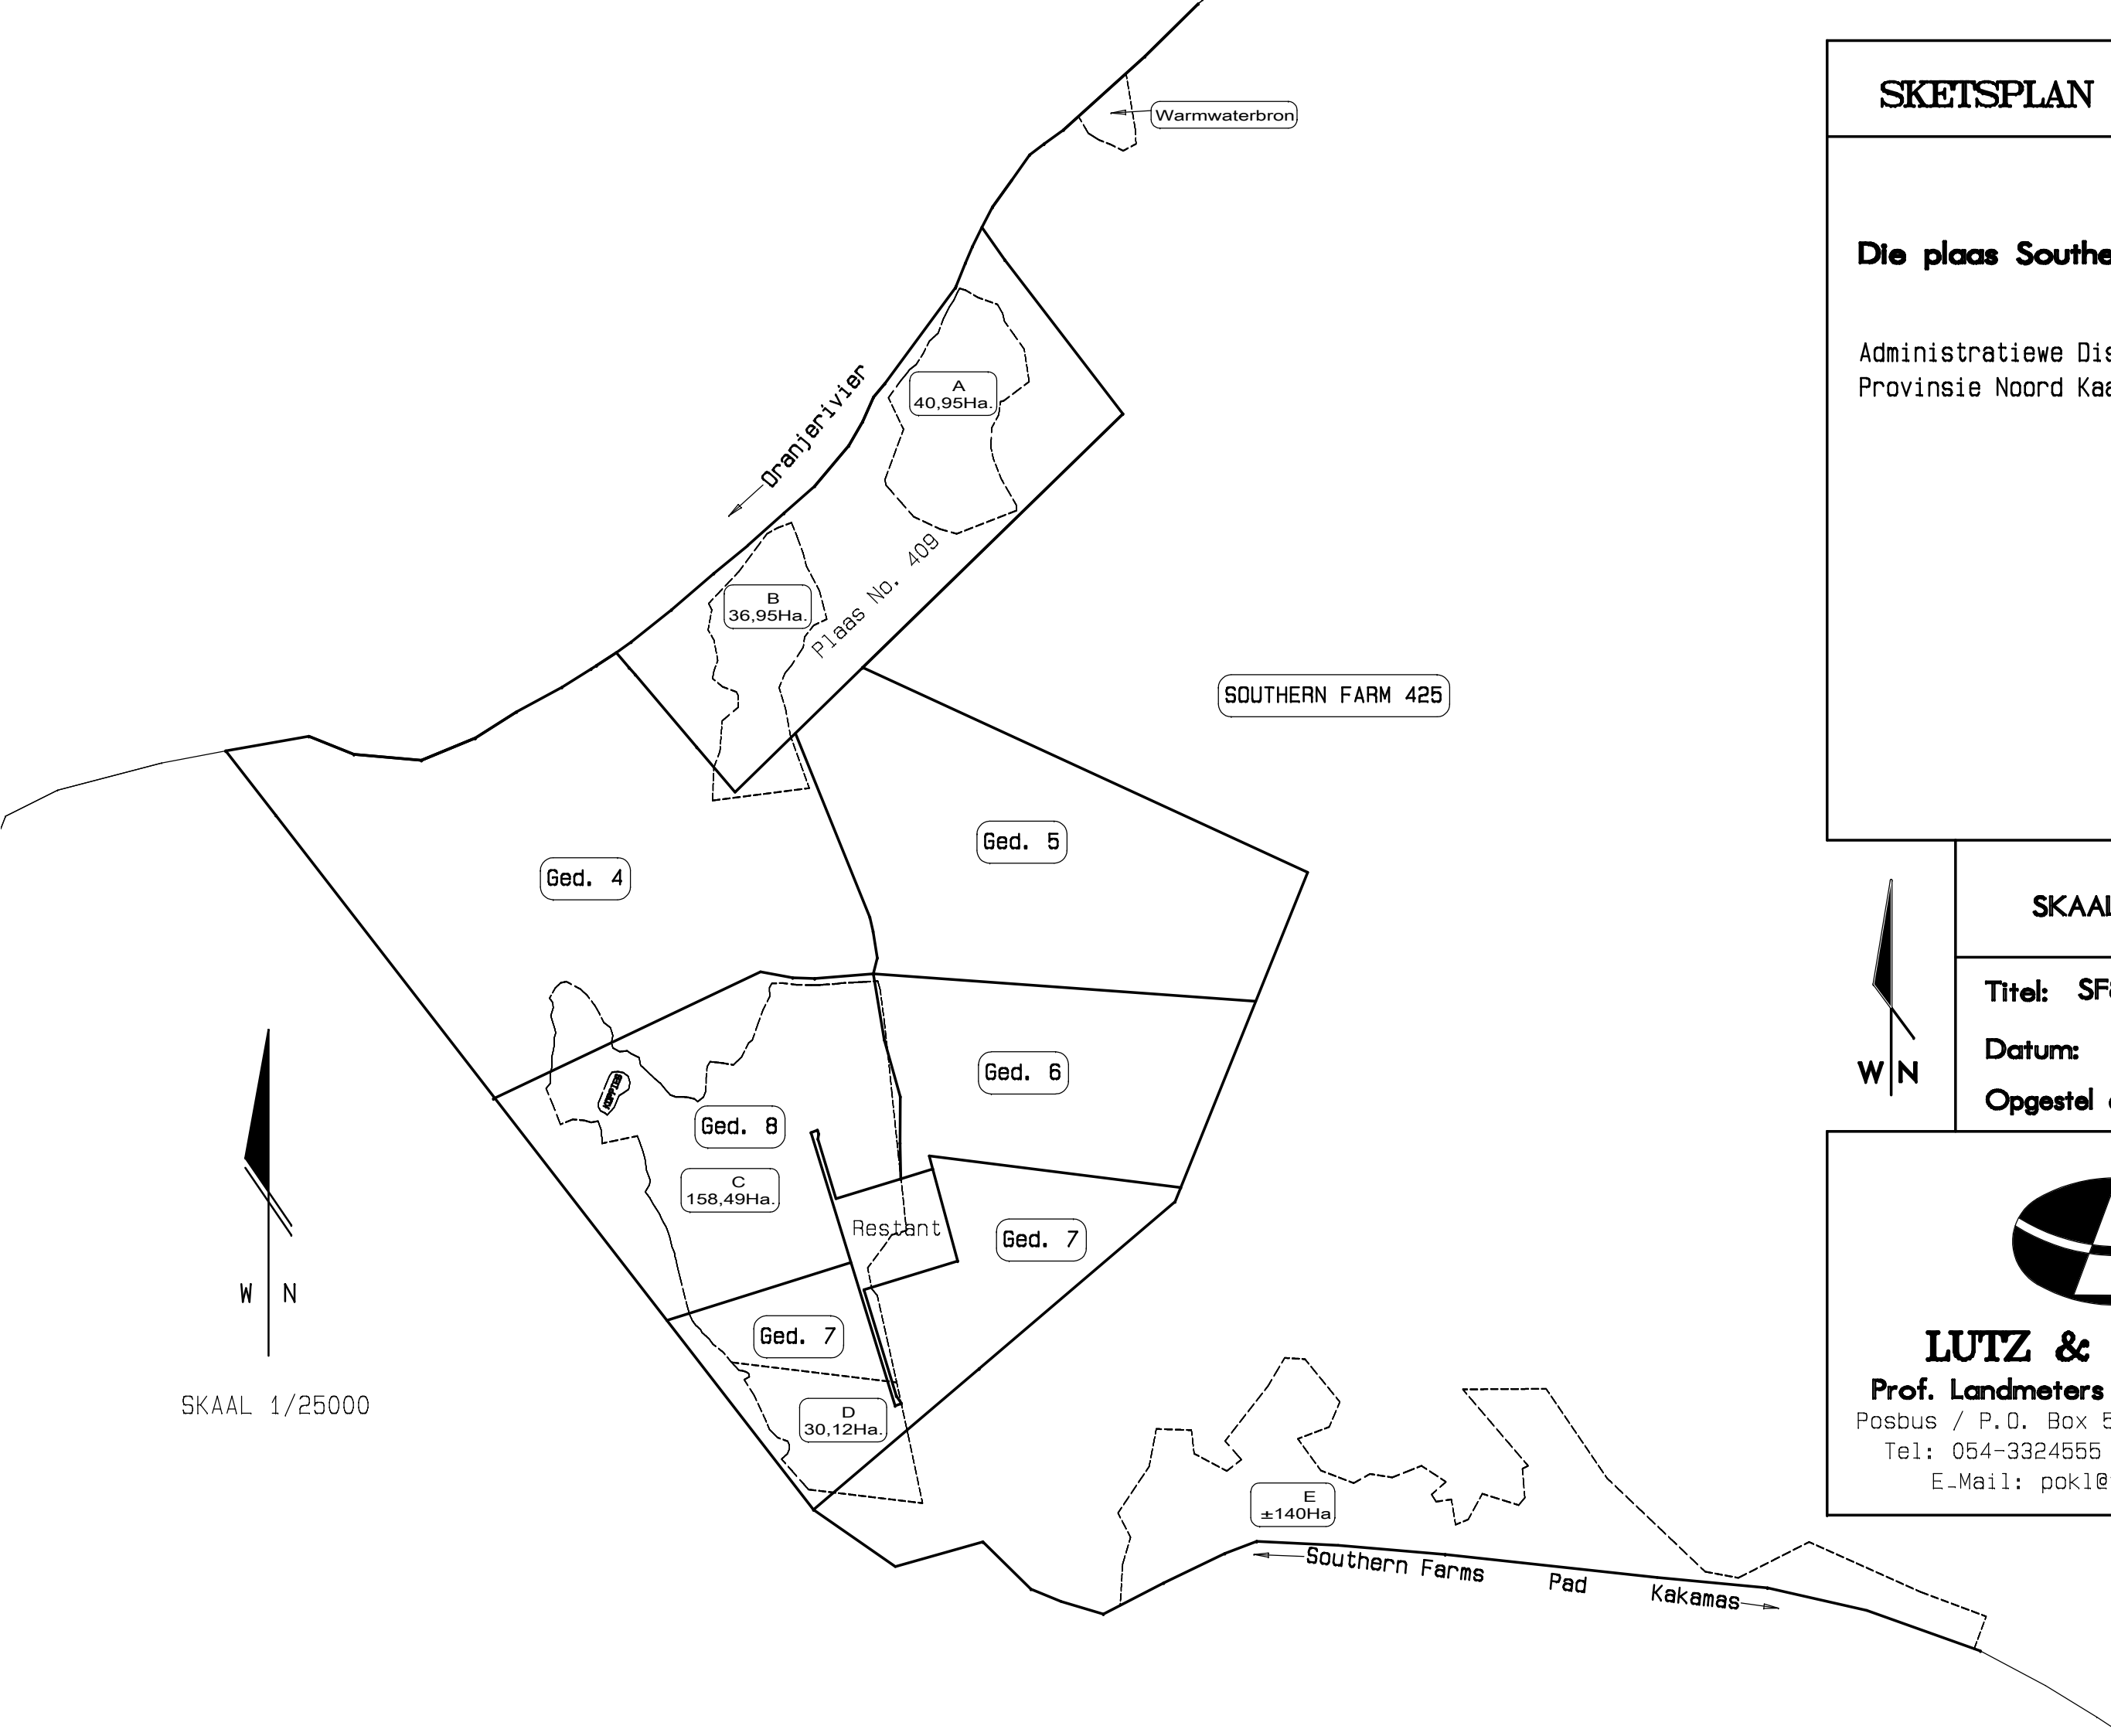 SKETSPLAN
Warmwaterbron
Die plaas Southe
Administratiewe Dis
Provinsie Noord Kaa
A
40,95Ha.
Oranjerivier
B
36,95Ha.
Plaas No. 409
SOUTHERN FARM 425
Ged. 5
Ged. 4
SKAAL
Titel: SF
Datum:
Opgestel
W N
Ged. 6
Ged. 8
C
158,49Ha.
Restant
Ged. 7
W N
SKAAL 1/25000
Ged. 7
D
30,12Ha.
E
±140Ha
Southern Farms Pad Kakamas
LUTZ &
Prof. Landmeters
Posbus / P.O. Box 5
Tel: 054-3324555
E-Mail: pokl@